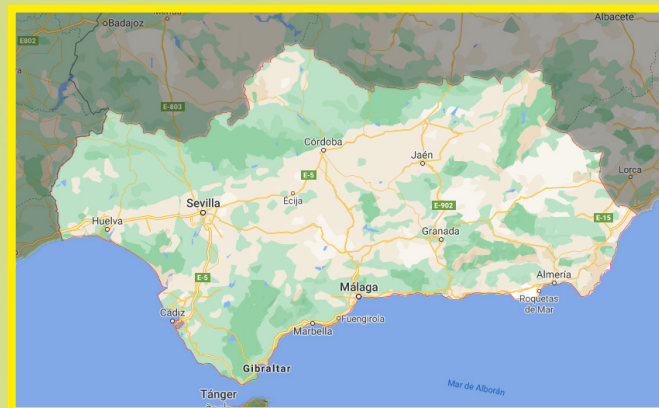 Badajoz
Albacete
E-802
E-803
Córdoba
Jaén
Lorca
E-5
Écija
Sevilla
E-902
Huelva
Granada
E-15
E-5
Almería
Málaga
Roquetas
de Mar
Cádiz
Fuengirola
Marbella
Gibraltar
Mar de Alborán
Tánger